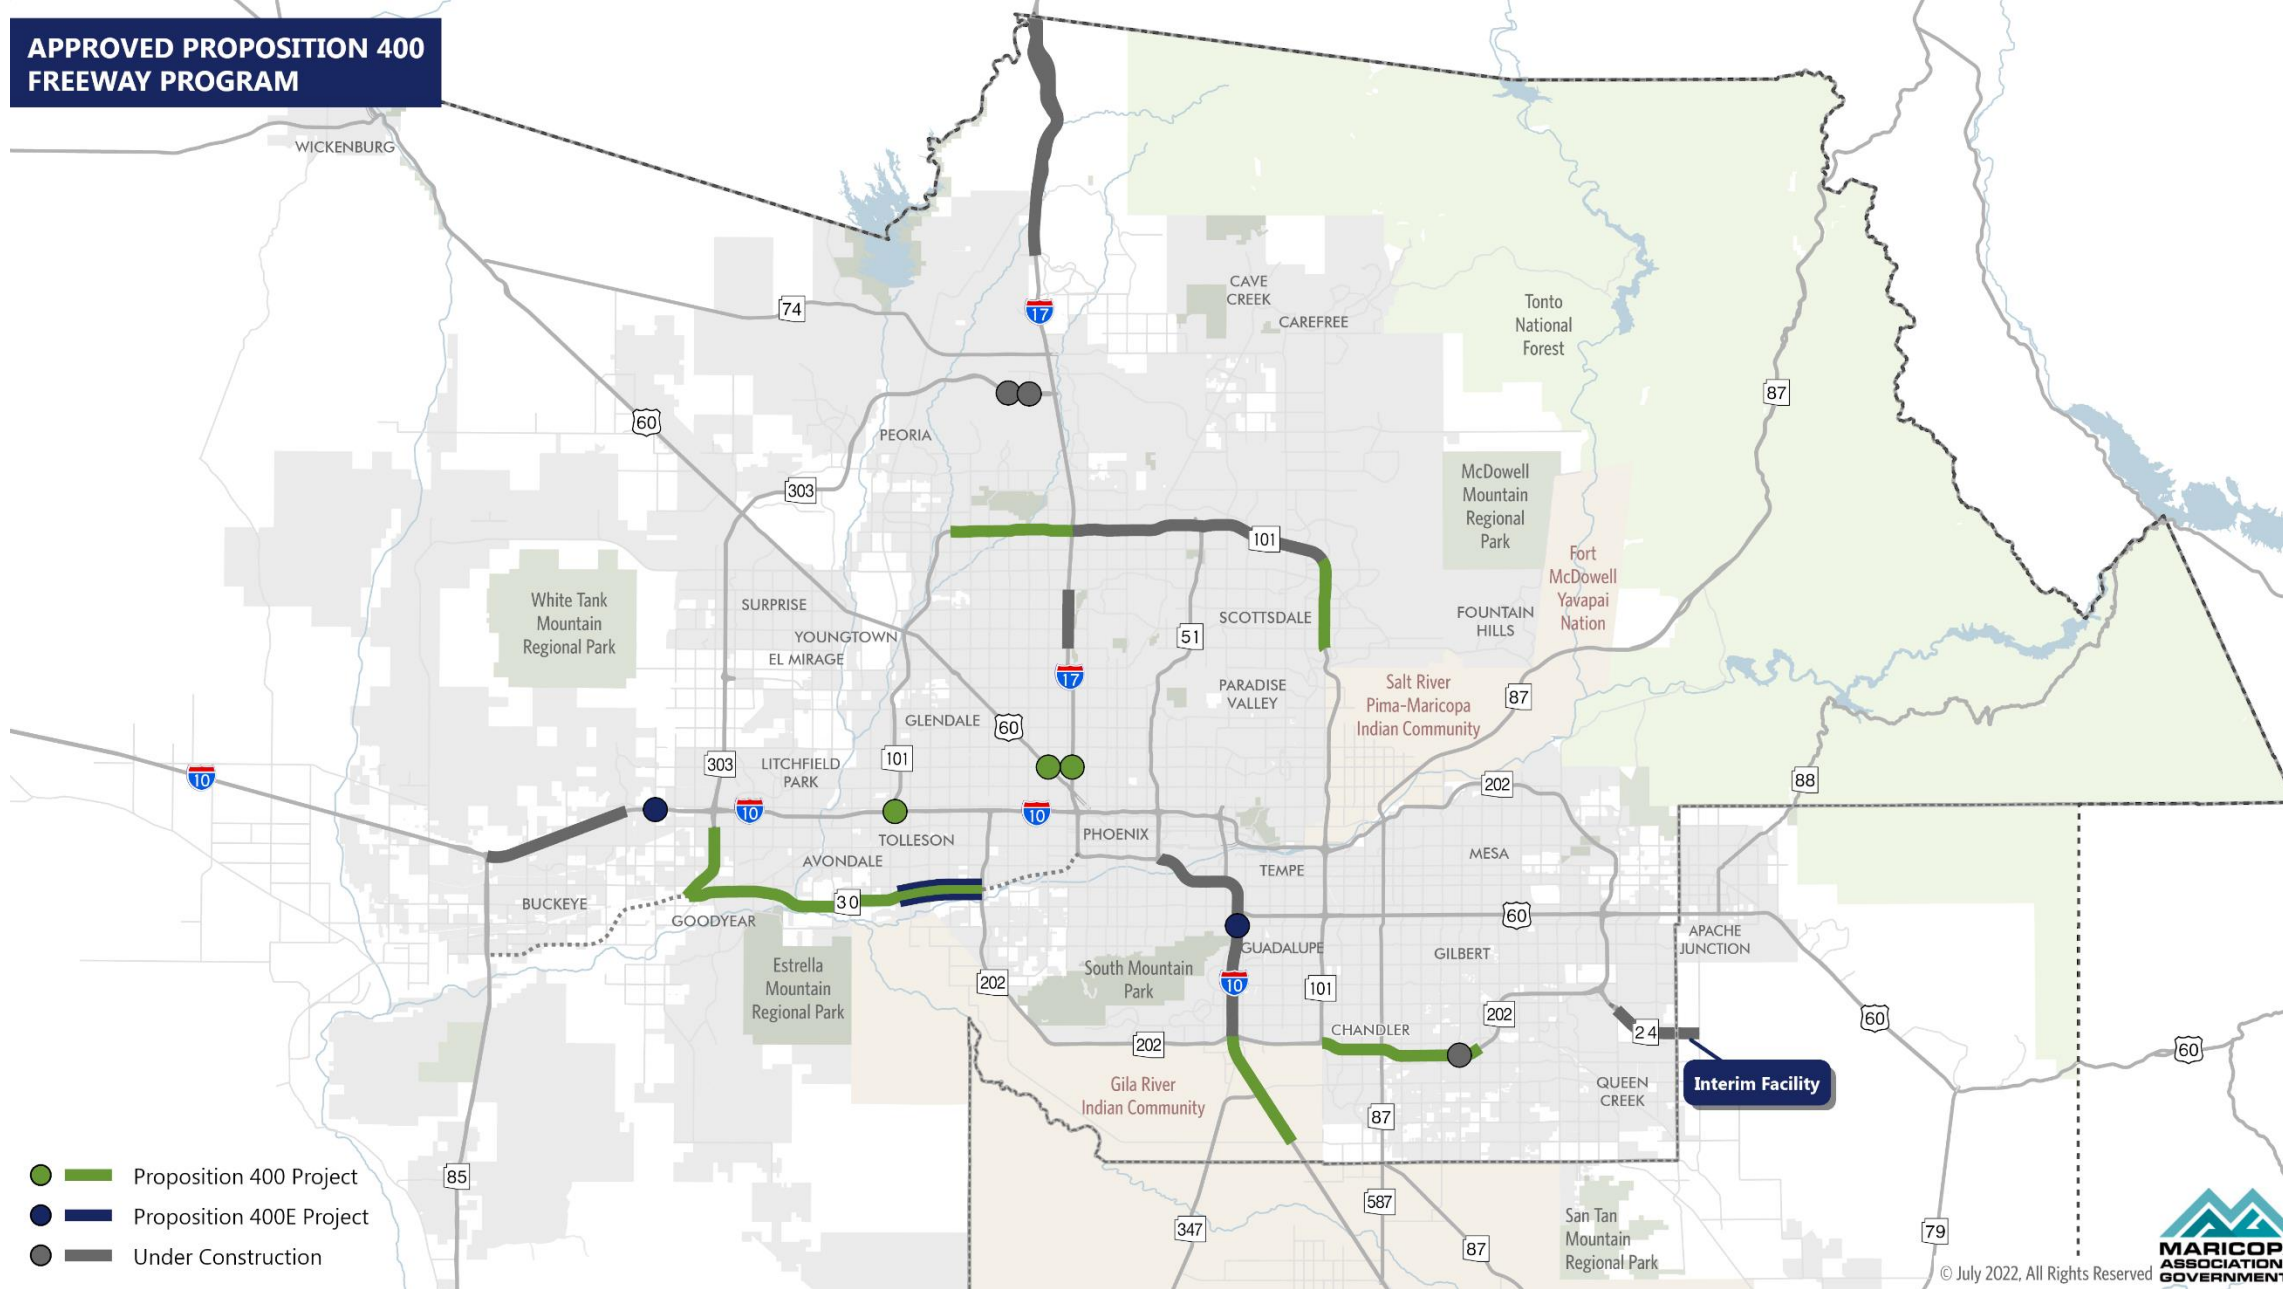 APPROVED PROPOSITION 400
FREEWAY PROGRAM
WICKENBURG
CAVE
CREEK
CAREFREE
74
17
Tonto
National
Forest
87
60
PEORIA
303
McDowell
Mountain
Regional
Park
101
Fort
McDowell
Yavapai
Nation
White Tank
Mountain
Regional Park
SURPRISE
YOUNGTOWN
EL MIRAGE
51
SCOTTSDALE
FOUNTAIN
HILLS
17
PARADISE
VALLEY
Salt River
Pima-Maricopa
Indian Community
87
GLENDALE
60
10
303
LITCHFIELD
PARK
101
202
88
10
10
TOLLESON
PHOENIX
AVONDALE
TEMPE
MESA
BUCKEYE
30
GOODYEAR
60
GUADALUPE
GILBERT
APACHE
JUNCTION
Estrella
Mountain
Regional Park
South Mountain
Park
202
10
101
202
60
CHANDLER
24
202
60
Interim Facility
Gila River
Indian Community
QUEEN
CREEK
87
Proposition 400 Project
85
Proposition 400E Project
Under Construction
587
347
87
San Tan
Mountain
Regional Park
79
© July 2022, All Rights Reserved
MARICOP
ASSOCIATION
GOVERNMENT